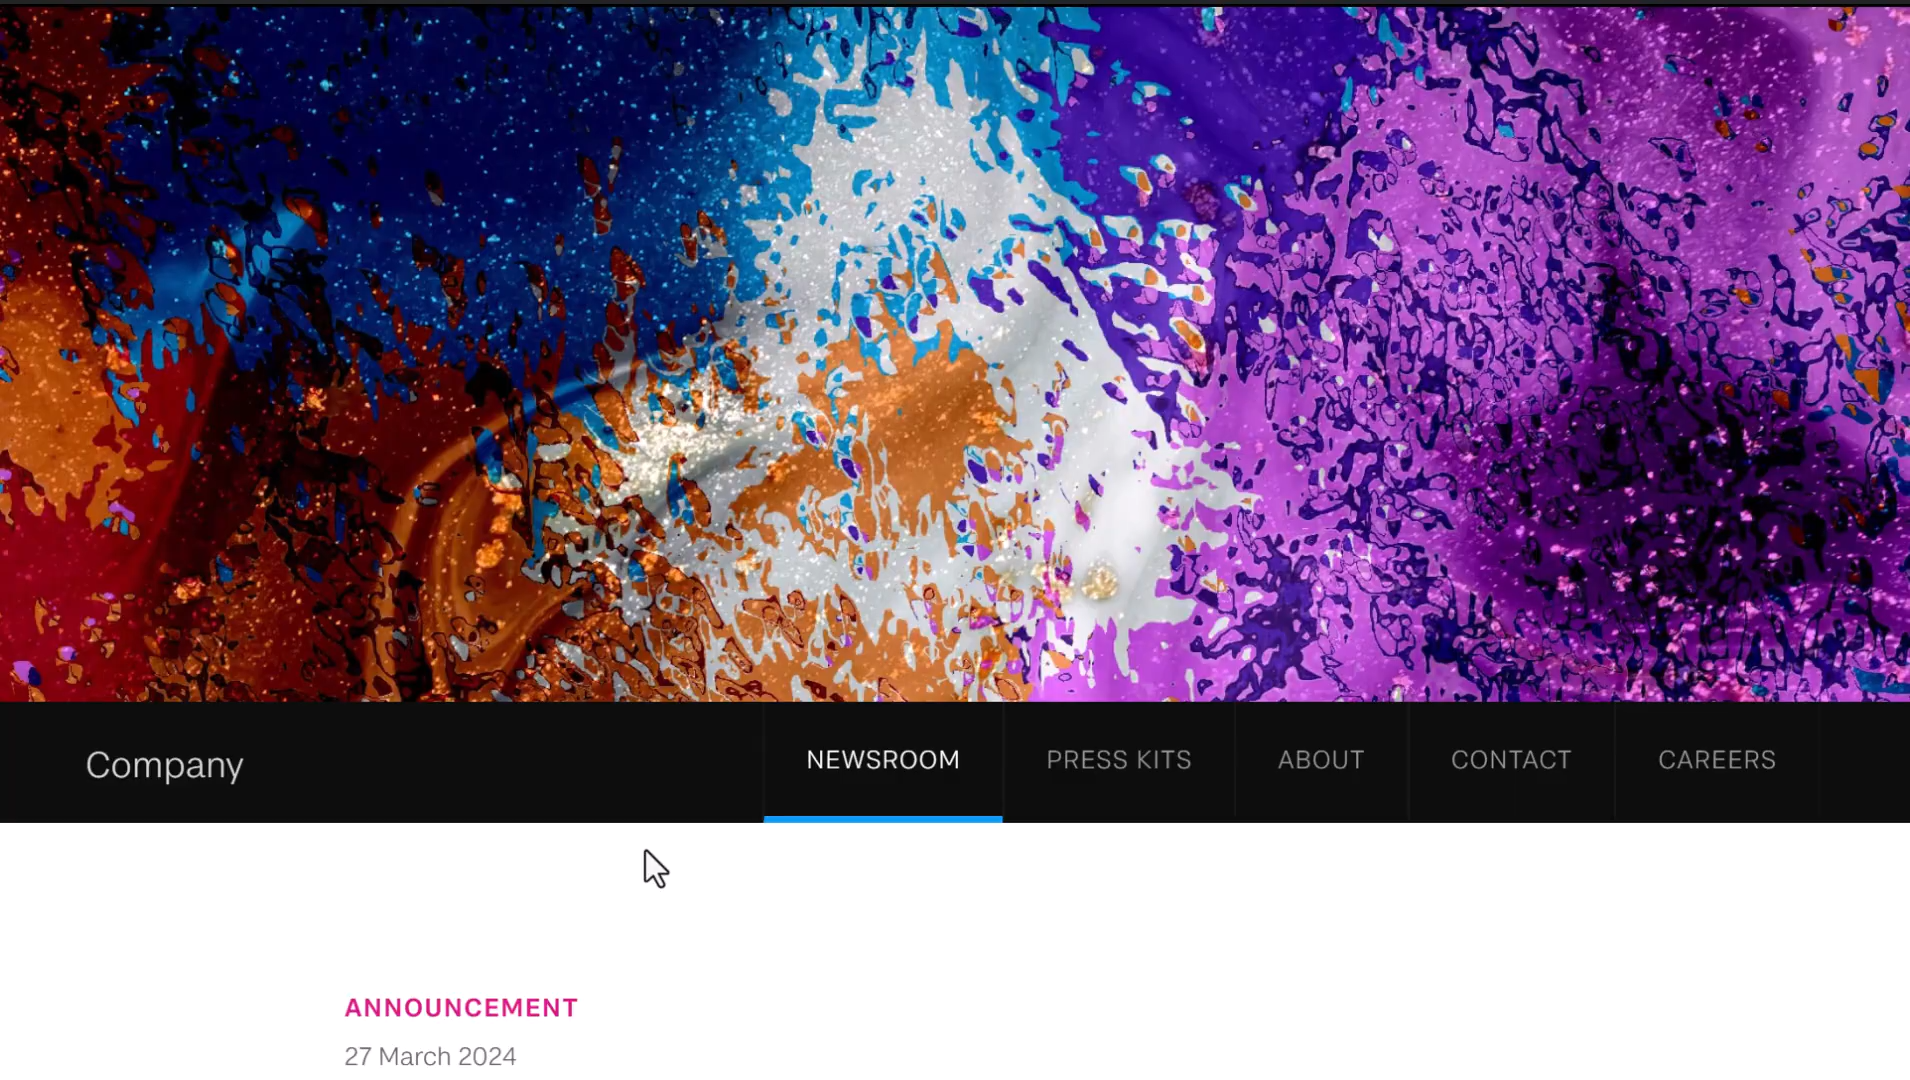 Company
NEWSROOM
PRESS KITS
ABOUT
CONTACT
CAREERS
ANNOUNCEMENT
27 March 2024